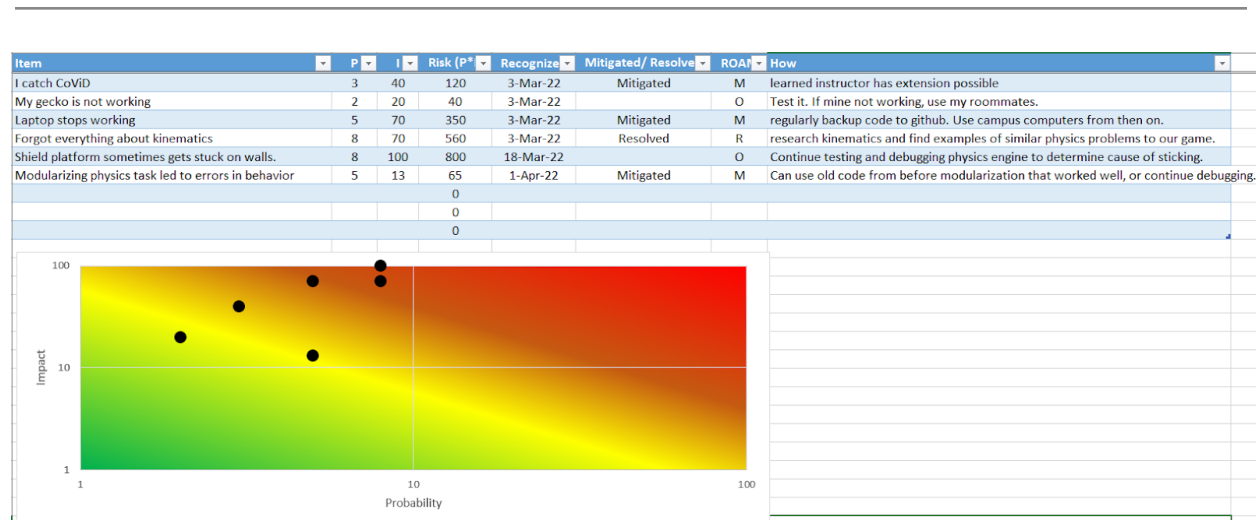 Item P I Risk (P* Recognize Mitigated/ Resolve ROAM How
I catch CoViD 3 40 120 3-Mar-22 Mitigated M learned instructor has extension possible
My gecko is not working 2 20 40 3-Mar-22 O Test it. If mine not working, use my roommates.
Laptop stops working 5 70 350 3-Mar-22 Mitigated M regularly backup code to github. Use campus computers from then on.
Forgot everything about kinematics 8 70 560 3-Mar-22 Resolved R research kinematics and find examples of similar physics problems to our game.
Shield platform sometimes gets stuck on walls. 8 100 800 18-Mar-22 O Continue testing and debugging physics engine to determine cause of sticking.
Modularizing physics task led to errors in behavior 5 13 65 1-Apr-22 Mitigated M Can use old code from before modularization that worked well, or continue debugging.
0
0
0
100
10
1
Impact
1 10 100
Probability